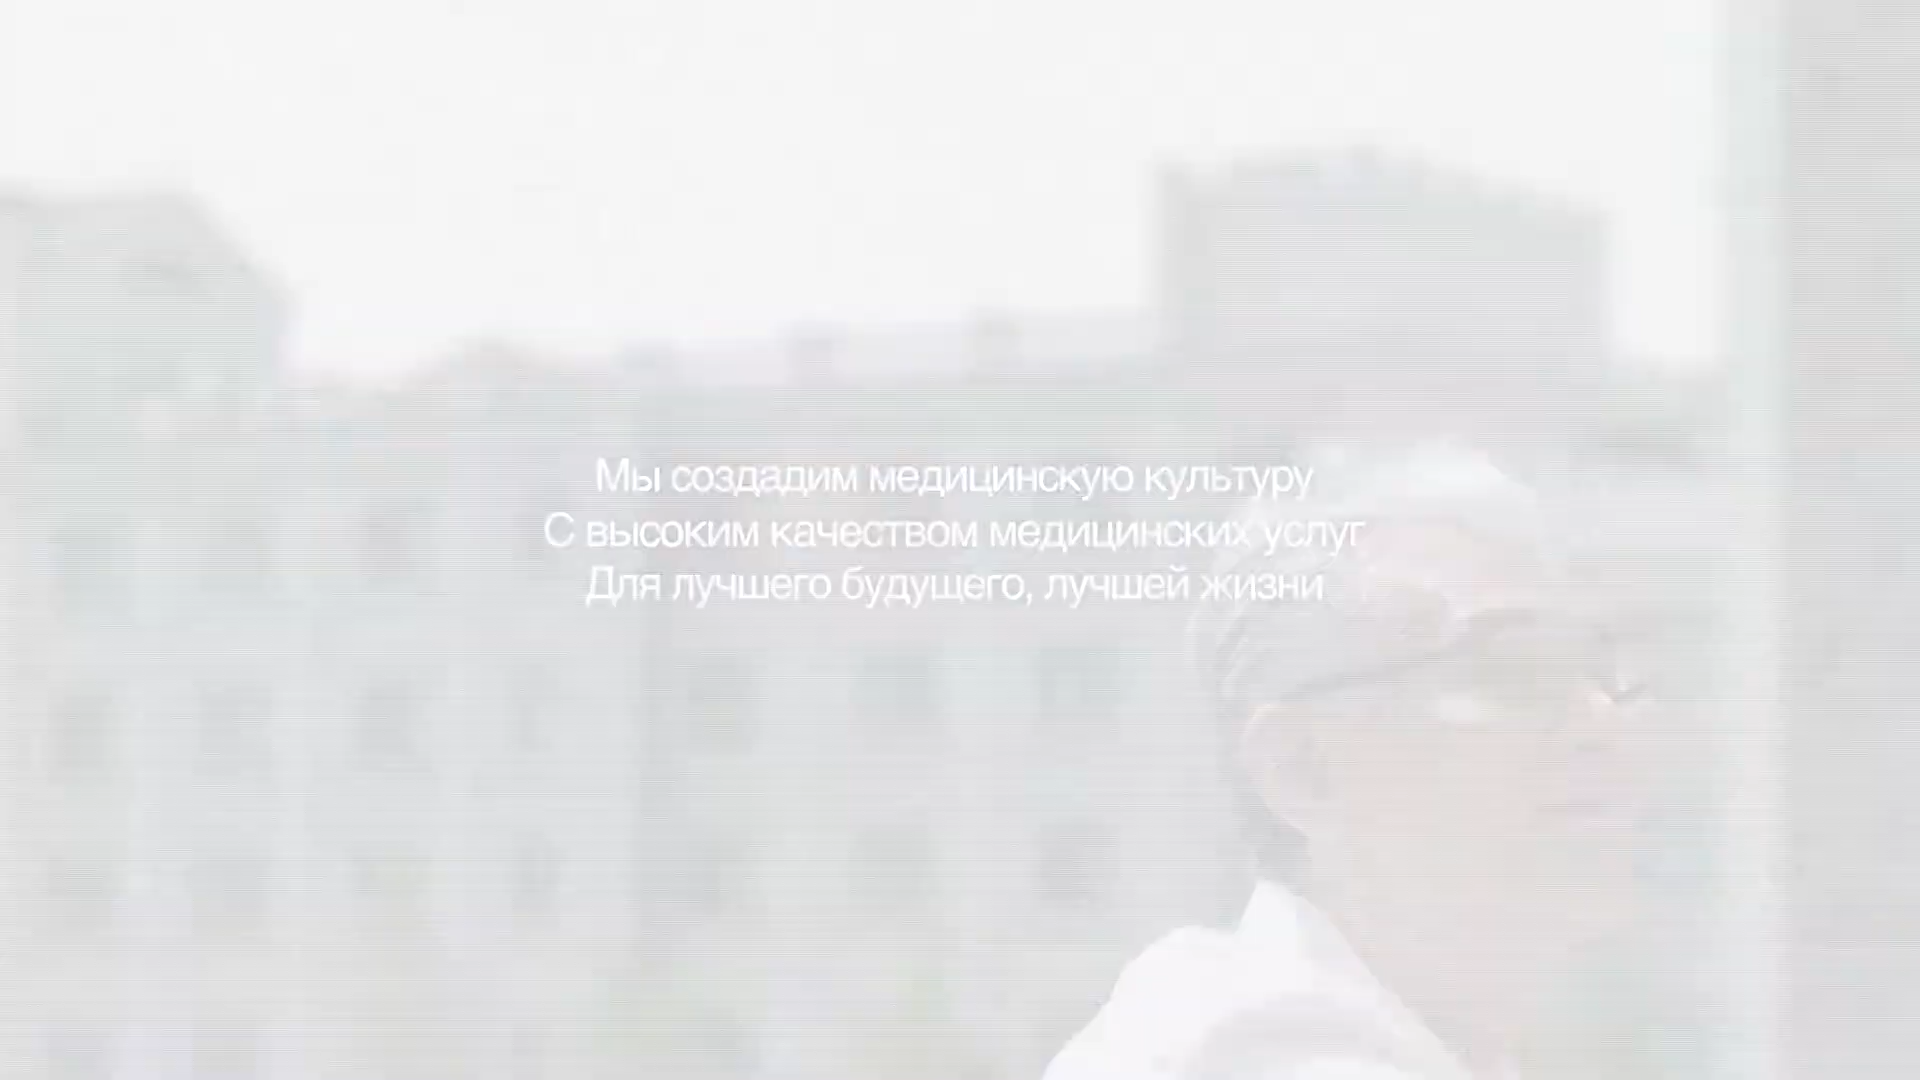 Мы создадим медицинскую культуру
С высоким качеством медицинских услуг
Для лучшего будущего, лучшей жизни